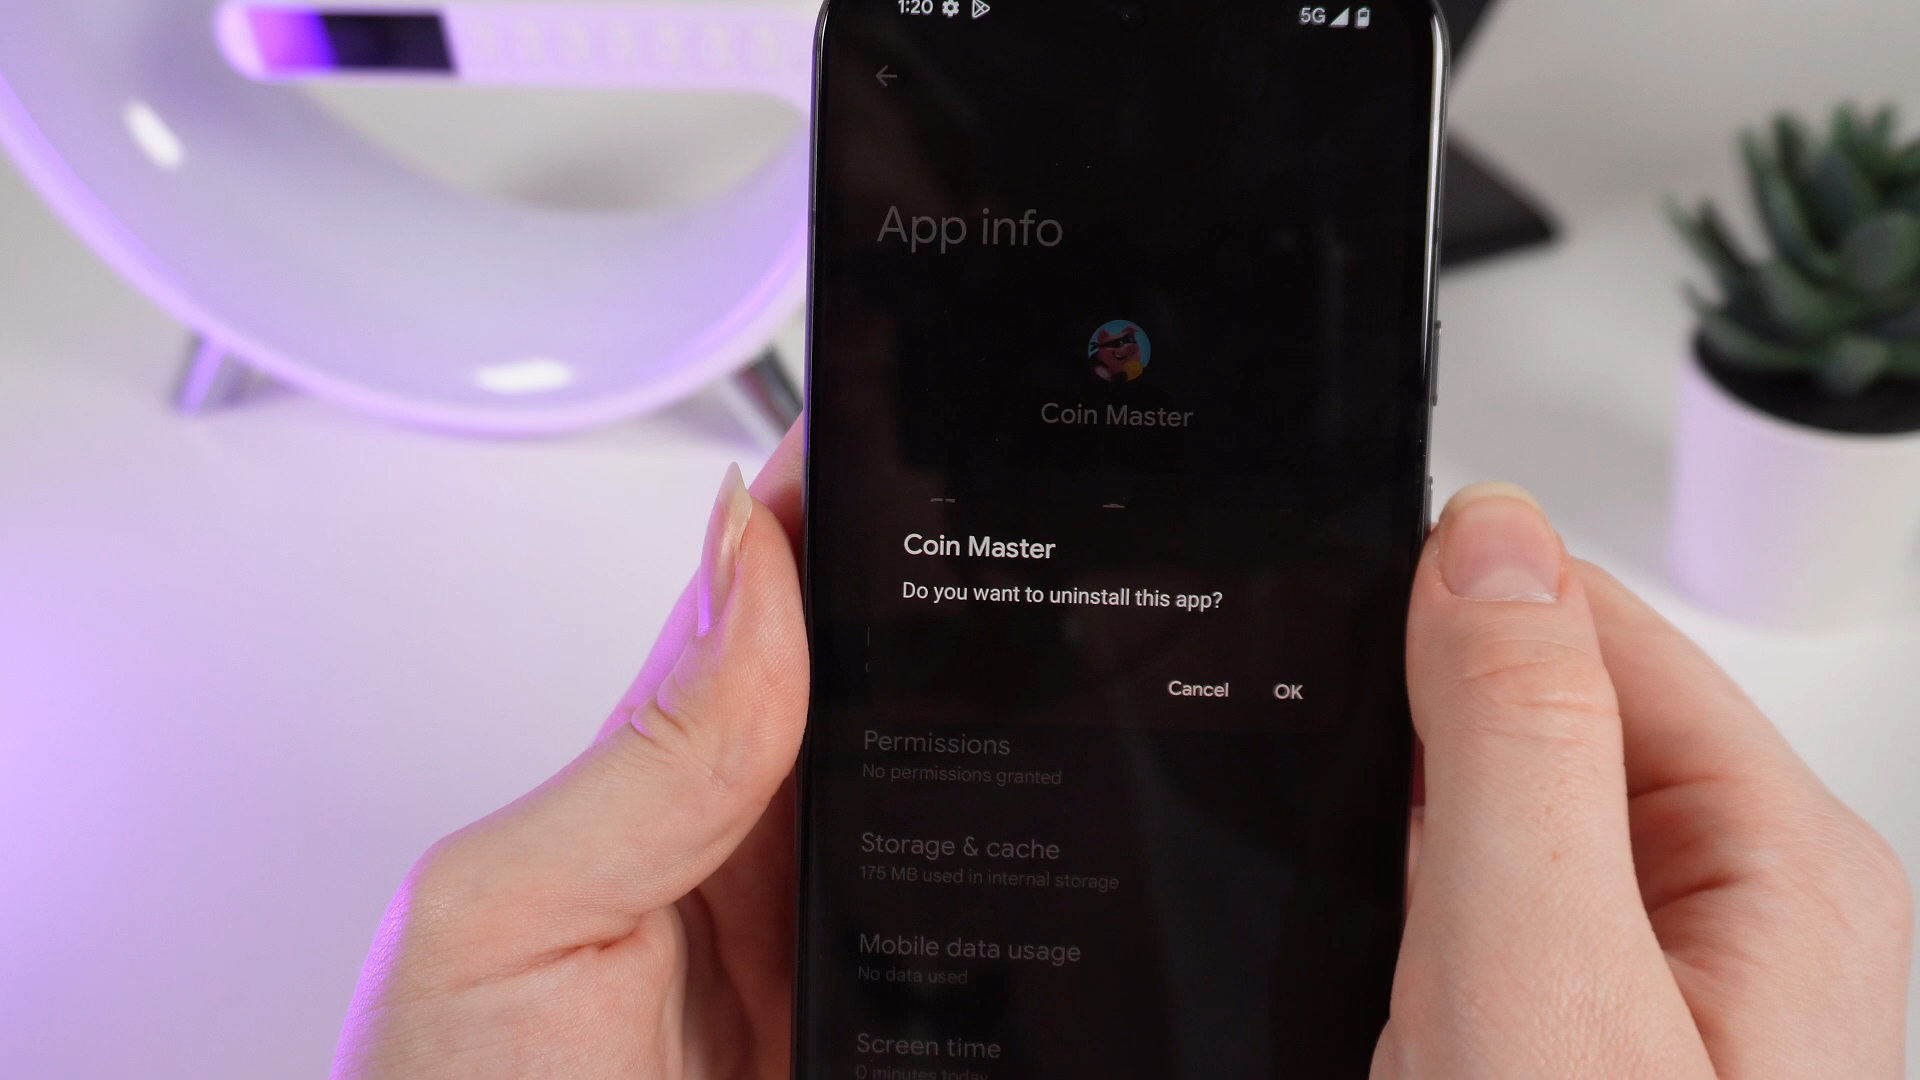 1:20
5G
App info
Coin Master
Coin Master
Do you want to uninstall this app?
Cancel OK
Permissions
No permissions granted
Storage & cache
175 MB used in internal storage
Mobile data usage
No data used
Screen time
0 minutes today